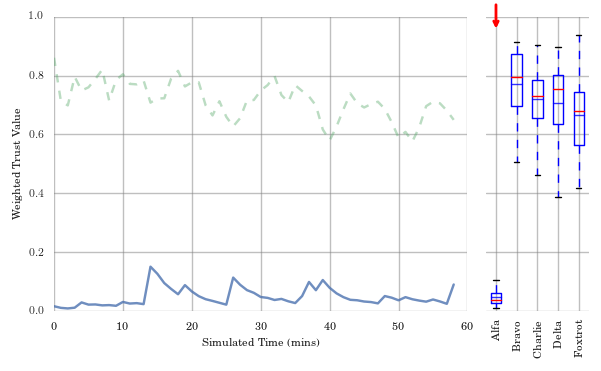 1.0
0.8
0.6
0.4
0.2
0.0
Weighted Trust Value
0 10 20 30 40 50 60
Simulated Time (mins)
Alfa
Bravo
Charlie
Delta
Foxtrot